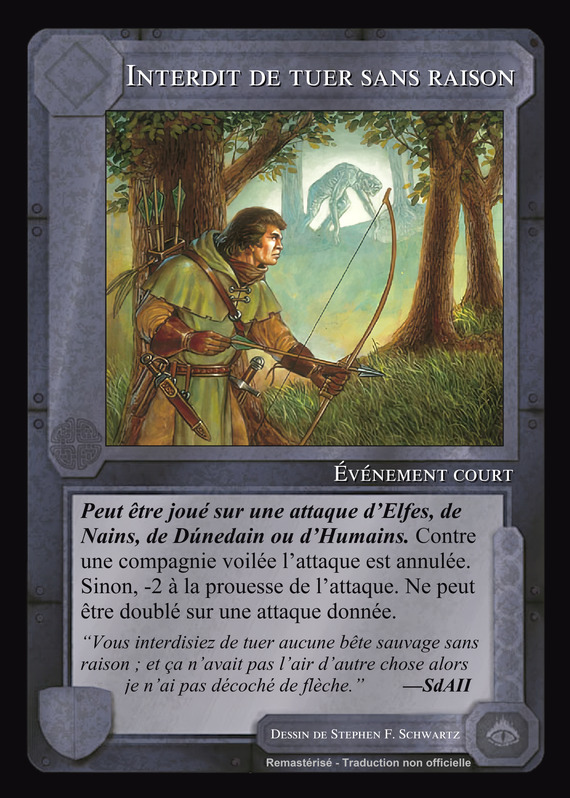 Interdit de tuer sans raison
Événement court
Peut être joué sur une attaque d’Elfes, de
Nains, de Dúnedain ou d’Humains. Contre
une compagnie voilée l’attaque est annulée.
Sinon, -2 à la prouesse de l’attaque. Ne peut
être doublé sur une attaque donnée.
“Vous interdisiez de tuer aucune bête sauvage sans
raison ; et ça n’avait pas l’air d’autre chose alors
je n’ai pas décoché de flèche.” —SdAII
Dessin de Stephen F. Schwartz
Remastérisé - Traduction non officielle